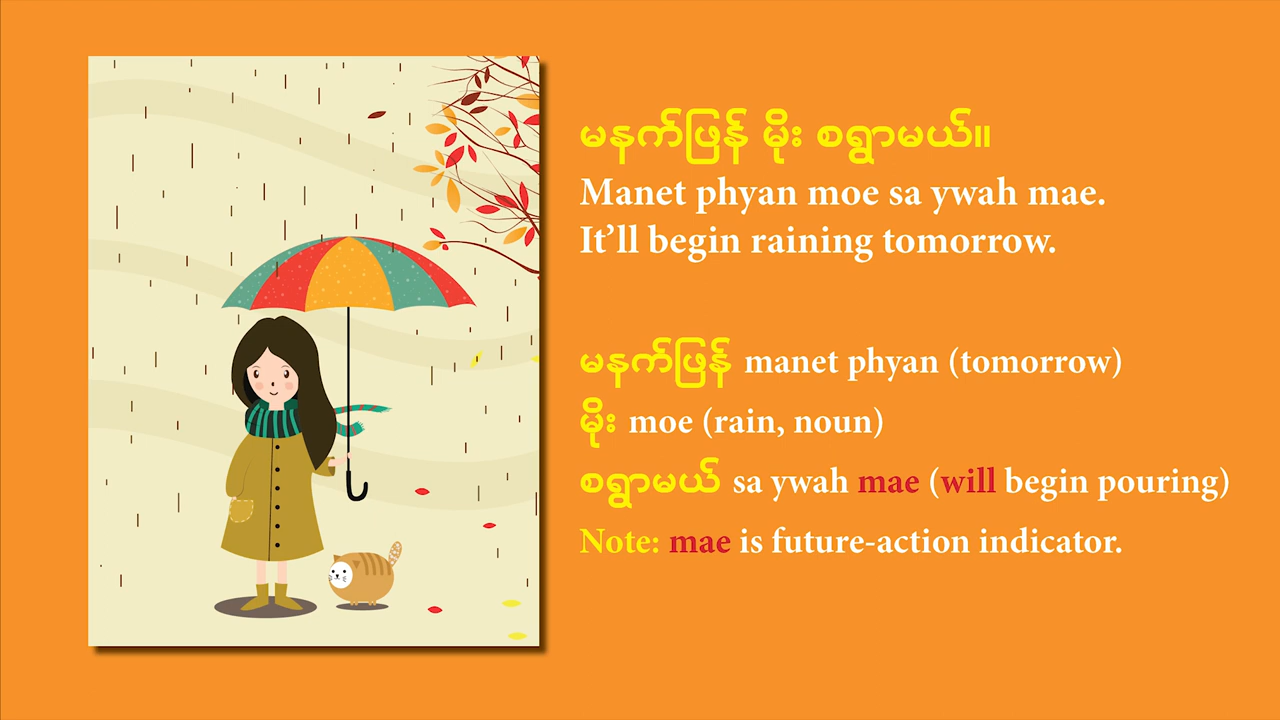 မနက်ဖြန် မိုး စရွာမယ်။
Manet phyan moe sa ywah mae.
It’ll begin raining tomorrow.
မနက်ဖြန် manet phyan (tomorrow)
မိုး moe (rain, noun)
စရွာမယ် sa ywah mae (will begin pouring)
Note: mae is future-action indicator.